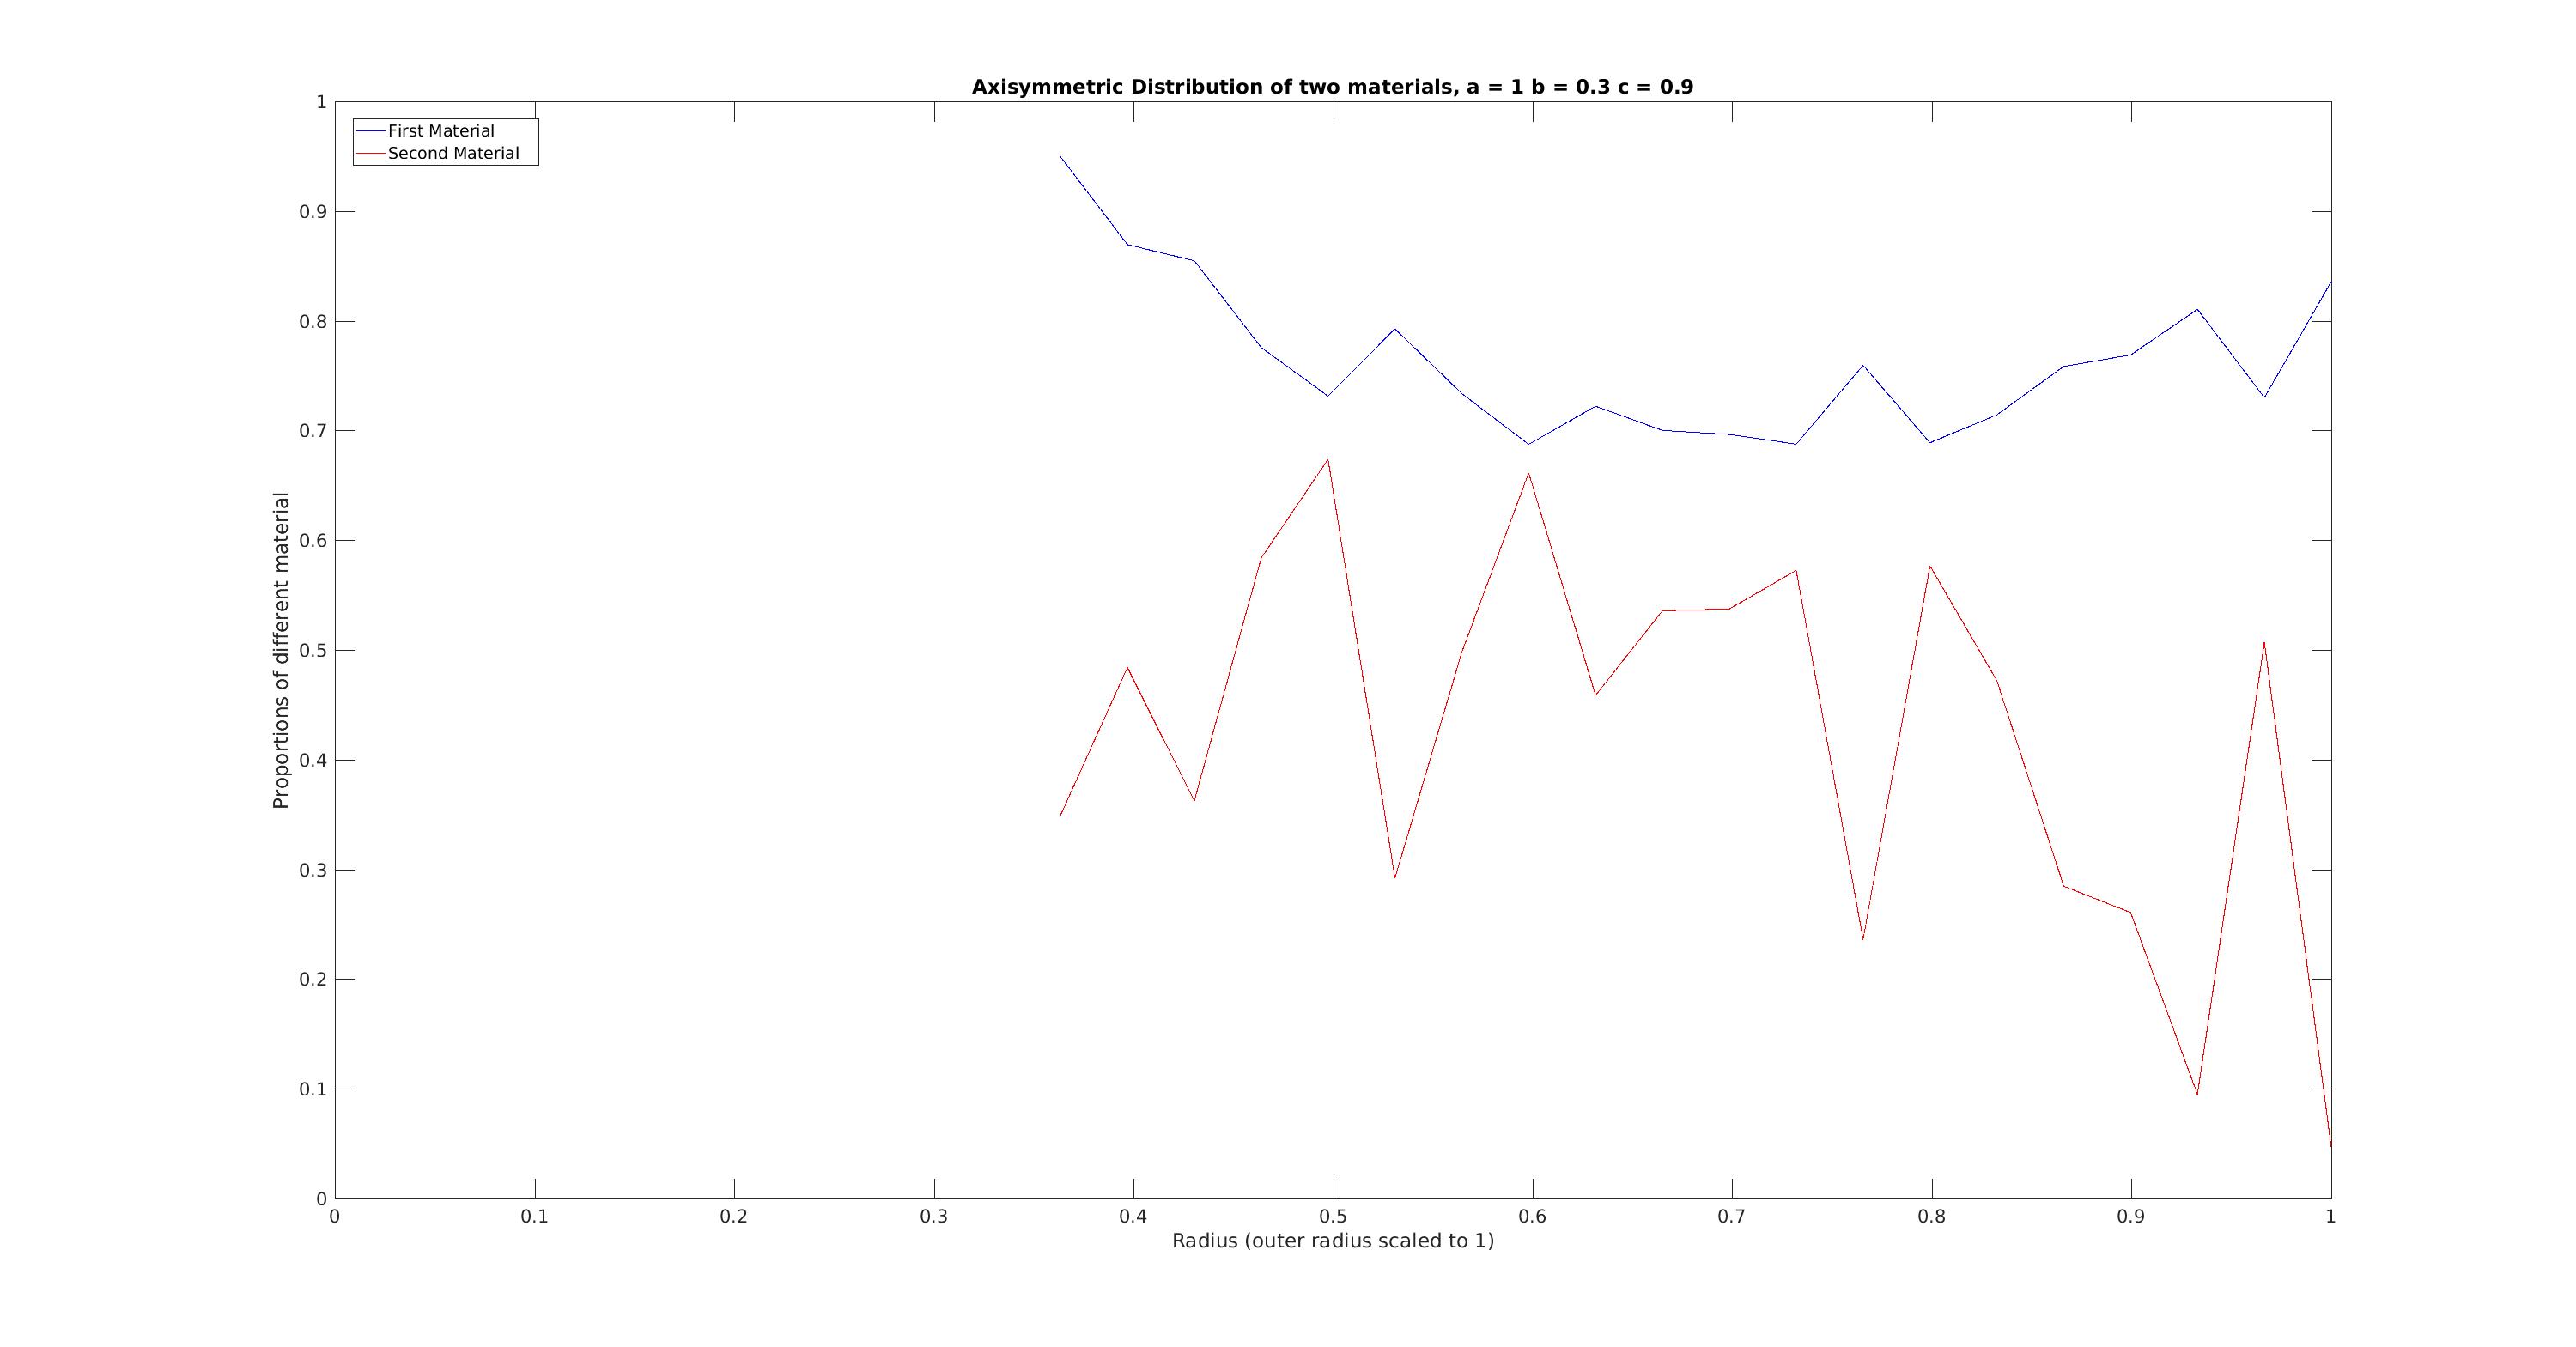 Axisymmetric Distribution of two materials, a = 1 b = 0.3 c = 0.9
First Material
Second Material
1
0.9
0.8
0.7
0.6
0.5
0.4
0.3
0.2
0.1
0
Proportions of different material
0 0.1 0.2 0.3 0.4 0.5 0.6 0.7 0.8 0.9 1
Radius (outer radius scaled to 1)